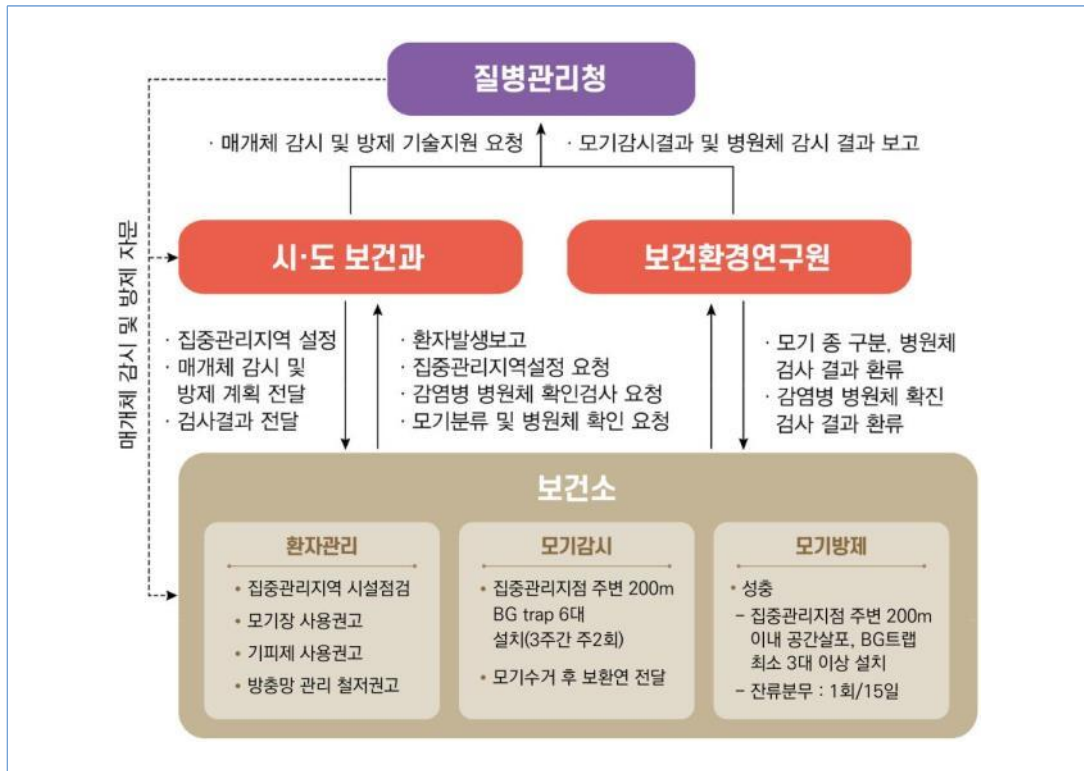 질병관리청
· 매개체 감시 및 방제 기술지원 요청
· 모기감시결과 및 병원체 감시 결과 보고
매개체 감시 및 방제 자문
시·도 보건과
보건환경연구원
· 집중관리지역 설정
· 매개체 감시 및
방제 계획 전달
· 검사결과 전달
· 환자발생보고
· 집중관리지역설정 요청
· 감염병 병원체 확인검사 요청
· 모기분류 및 병원체 확인 요청
· 모기 종 구분, 병원체
검사 결과 환류
· 감염병 병원체 확진
검사 결과 환류
보건소
환자관리
• 집중관리지역 시설점검
• 모기장 사용권고
• 기피제 사용권고
• 방충망 관리 철저권고
모기감시
• 집중관리지점 주변 200m
BG trap 6대
설치(3주간 주2회)
• 모기수거 후 보환연 전달
모기방제
• 성충
– 집중관리지점 주변 200m
이내 공간살포, BG트랩
최소 3대 이상 설치
– 잔류분무 : 1회/15일